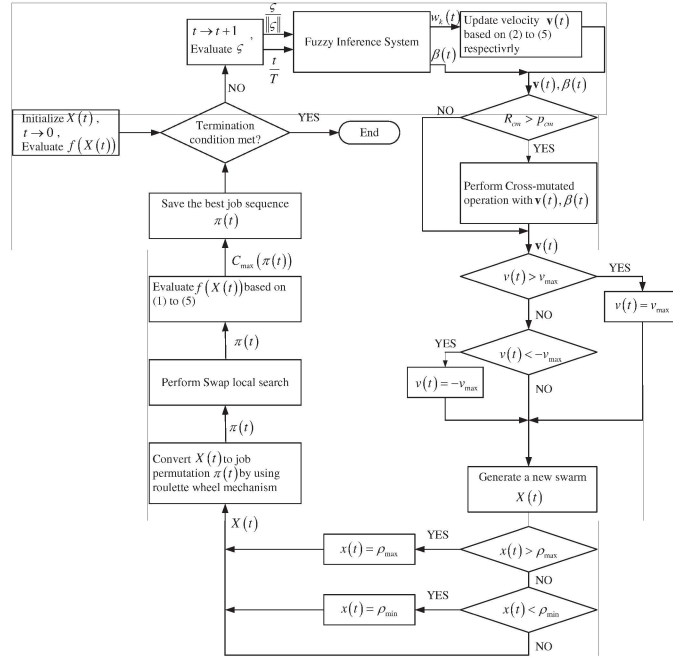 t → t+1
Evaluate ς
,
ς
‖ς‖
t
T
Fuzzy Inference System
w_k(t)
β(t)
Update velocity v(t)
based on (2) to (5)
respectivrly
v(t), β(t)
NO
NO
Initialize X(t) ,
t → 0 ,
Evaluate f(X(t))
Termination
condition met?
YES
End
R_cm > p_cm
YES
Perform Cross-mutated
operation with v(t), β(t)
v(t)
Save the best job sequence
π(t)
C_max(π(t))
v(t) > v_max
YES
v(t) = v_max
NO
Evaluate f(X(t)) based on
(1) to (5)
π(t)
YES
v(t) < −v_max
v(t) = −v_max
NO
Perform Swap local search
π(t)
Convert X(t) to job
permutation π(t) by using
roulette wheel mechanism
Generate a new swarm
X(t)
X(t)
x(t) = ρ_max
YES
x(t) > ρ_max
NO
x(t) = ρ_min
YES
x(t) < ρ_min
NO